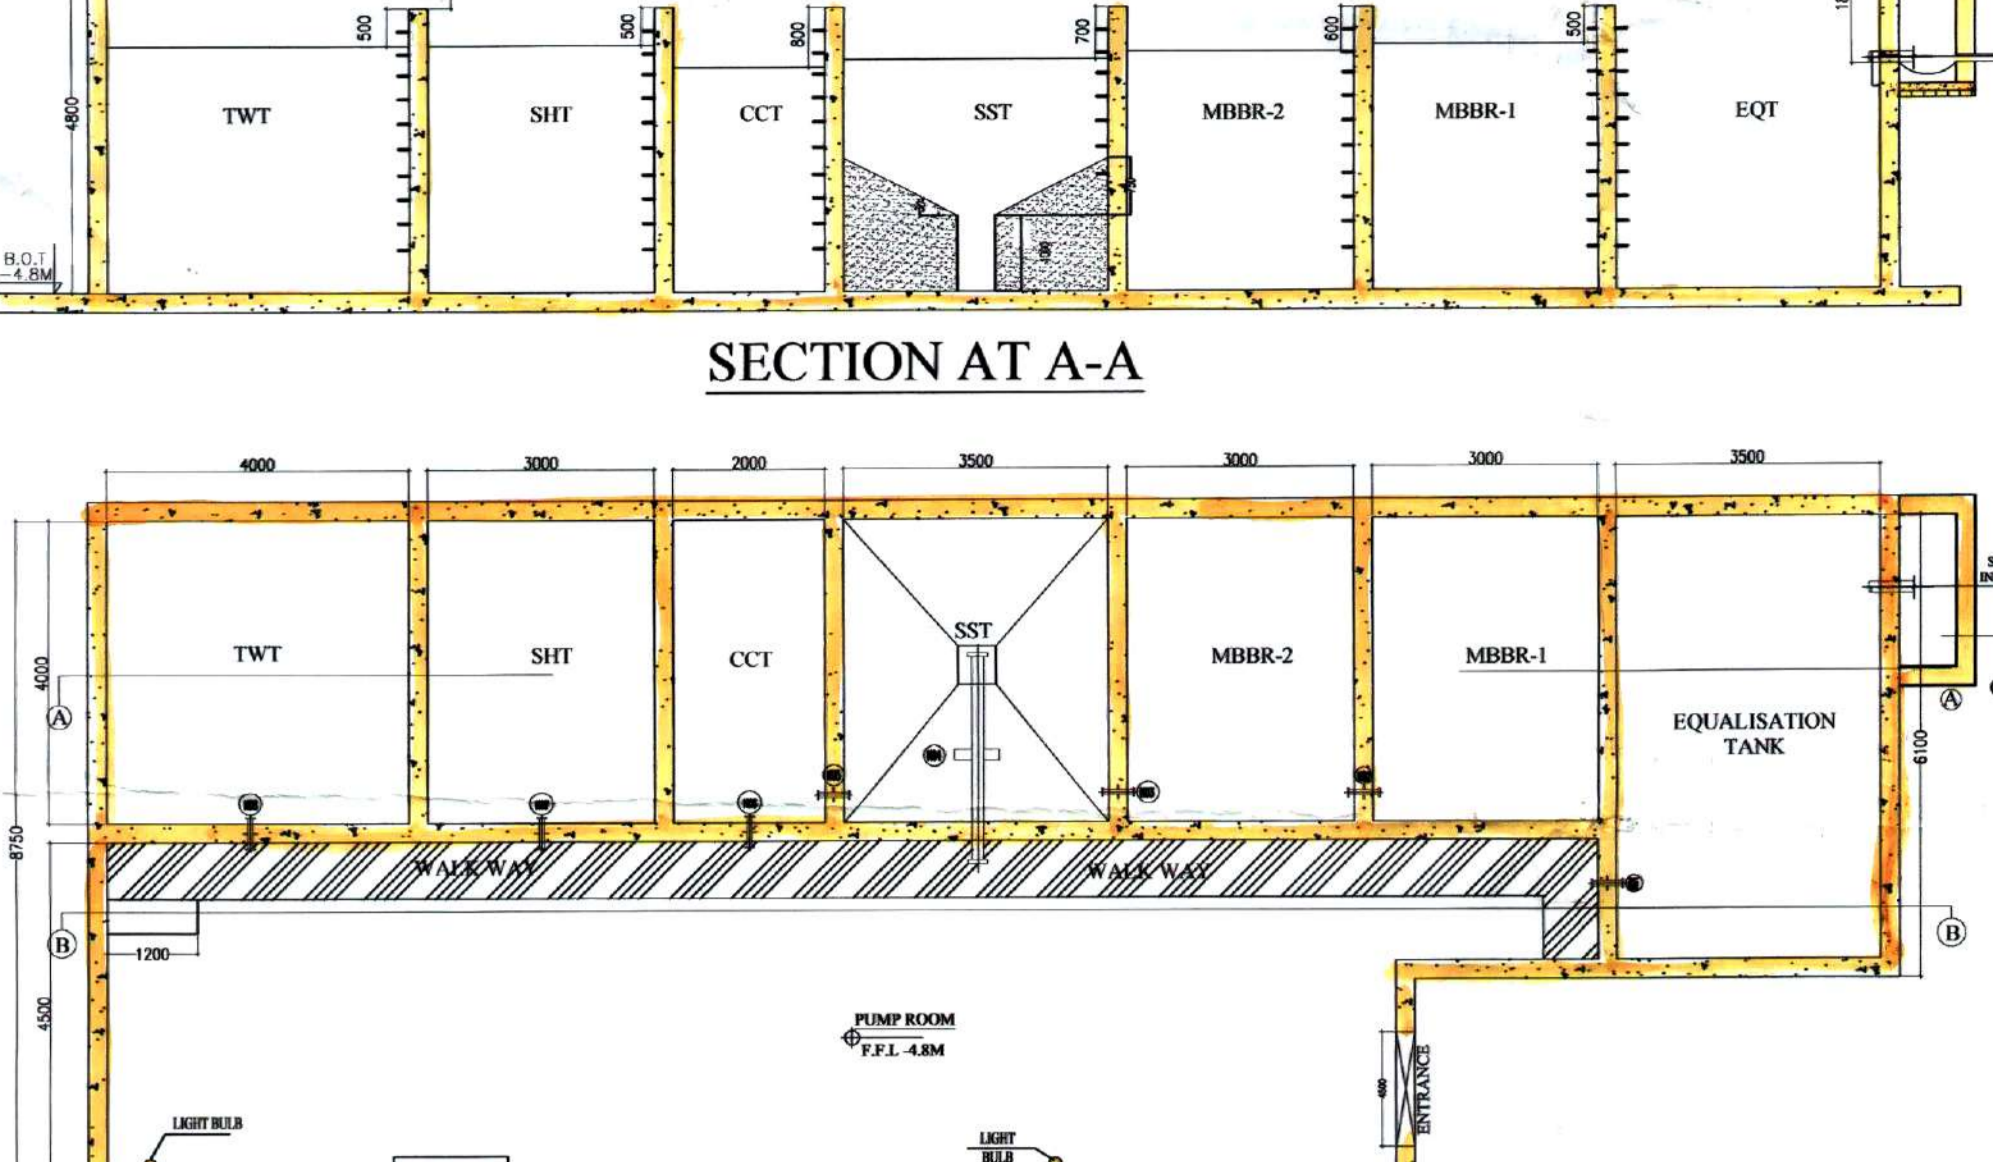 500
500
800
700
600
500
4800
TWT
SHT
CCT
SST
MBBR-2
MBBR-1
EQT
B.O.T
-4.8M
SECTION AT A-A
4000
3000
2000
3500
3000
3000
3500
TWT
SHT
CCT
SST
MBBR-2
MBBR-1
EQUALISATION
TANK
4000
A
A
6100
8750
WALK WAY
WALK WAY
B
B
1200
4500
PUMP ROOM
F.F.L -4.8M
ENTRANCE
LIGHT BULB
LIGHT
BULB